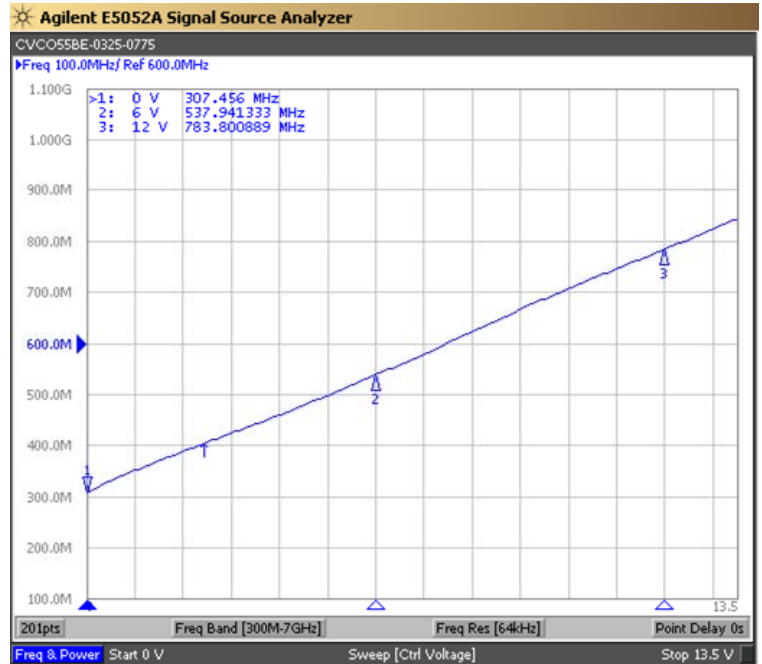 Agilent E5052A Signal Source Analyzer
CVCO55BE-0325-0775
▶Freq 100.0MHz/ Ref 600.0MHz
1.100G
>1: 0 V 307.456 MHz
2: 6 V 537.941333 MHz
3: 12 V 783.800889 MHz
1.000G
900.0M
800.0M
3
700.0M
600.0M
500.0M
2
400.0M
1
300.0M
200.0M
100.0M
13.5
201pts Freq Band [300M-7GHz] Freq Res [64kHz] Point Delay 0s
Freq & Power Start 0 V Sweep [Ctrl Voltage] Stop 13.5 V